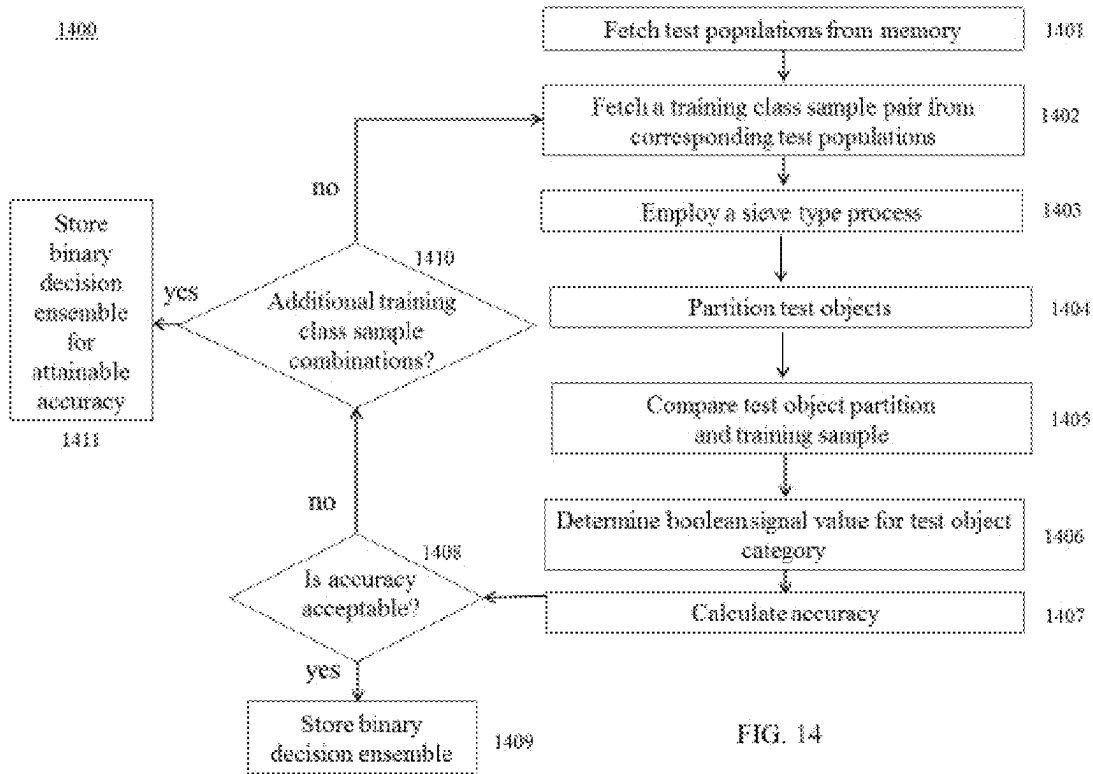 1400
Fetch test populations from memory
1401
Fetch a training class sample pair from
corresponding test populations
1402
Employ a sieve type process
1403
Partition test objects
1404
Compare test object partition
and training sample
1405
Determine boolean signal value for test object
category
1406
Calculate accuracy
1407
Is accuracy
acceptable?
1408
yes
Store binary
decision ensemble
1409
no
Additional training
class sample
combinations?
1410
no
yes
Store
binary
decision
ensemble
for
attainable
accuracy
1411
FIG. 14